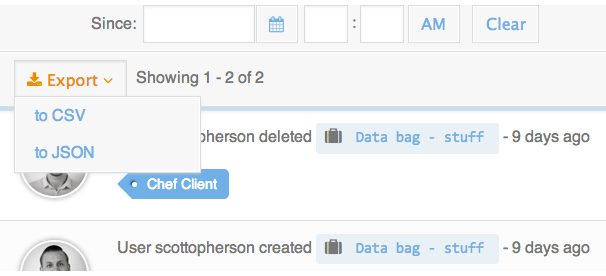 Since: : AM Clear
Export Showing 1 - 2 of 2
to CSV
topherson deleted Data bag - stuff - 9 days ago
to JSON
Chef Client
User scottopherson created Data bag - stuff - 9 days ago